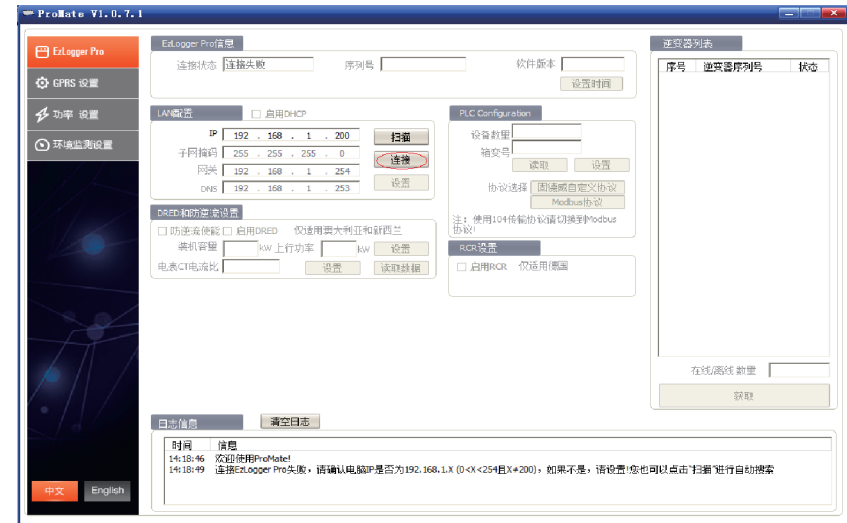 ProMate V1.0.7.1
EzLogger Pro
GPRS 设置
功率 设置
环境监测设置
中文 English
EzLogger Pro信息
连接状态 连接失败 序列号 软件版本
设置时间
LAN配置 启用DHCP
IP 192 . 168 . 1 . 200 扫描
子网掩码 255 . 255 . 255 . 0 连接
网关 192 . 168 . 1 . 254
DNS 192 . 168 . 1 . 253 设置
PLC Configuration
设备数量
箱变号
读取 设置
协议选择 固德威自定义协议
Modbus协议
注：使用104传输协议请切换到Modbus
协议!
DRED和防逆流设置
防逆流使能 启用DRED 仅适用澳大利亚和新西兰
装机容量 kW 上行功率 kW 设置
电表CT电流比 设置 读取数据
RCR设置
启用RCR 仅适用德国
逆变器列表
序号 逆变器序列号 状态
在线/离线 数量
获取
日志信息 清空日志
时间 信息
14:18:46 欢迎使用ProMate!
14:18:49 连接EzLogger Pro失败，请确认电脑IP是否为192.168.1.X (0<X<254且X≠200)，如果不是，请设置!您也可以点击"扫描"进行自动搜索